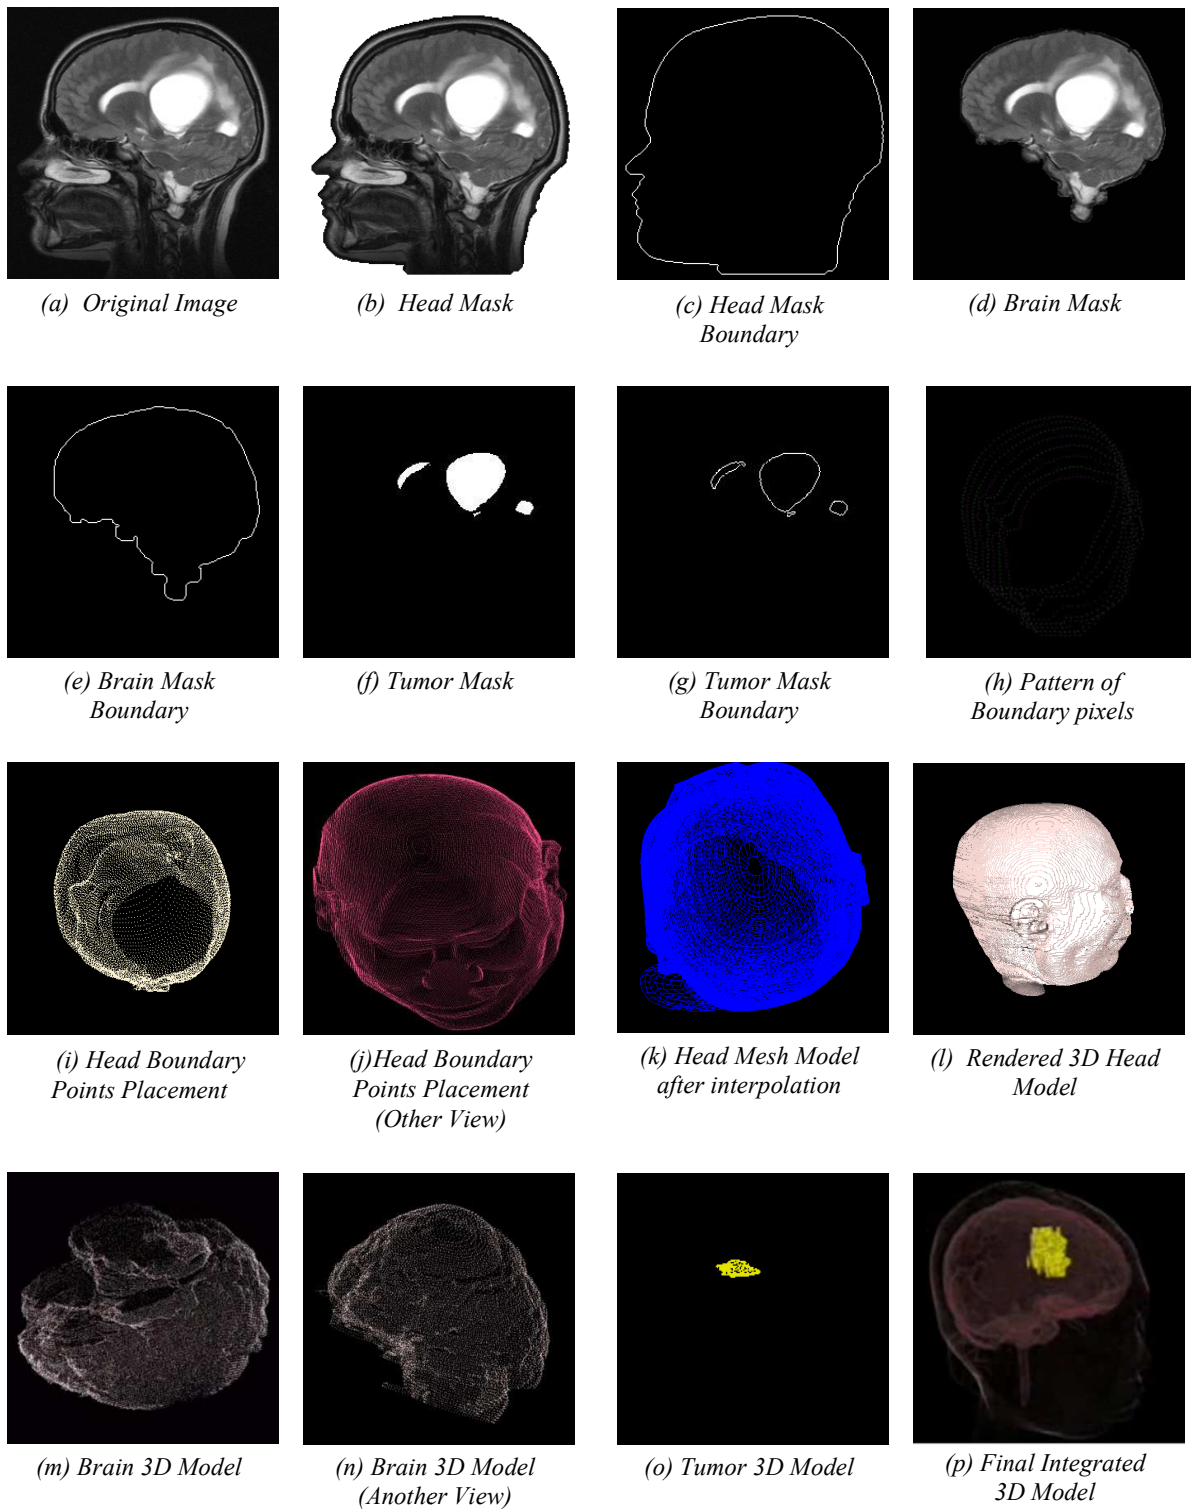 (a) Original Image
(b) Head Mask
(c) Head Mask
Boundary
(d) Brain Mask
(e) Brain Mask
Boundary
(f) Tumor Mask
(g) Tumor Mask
Boundary
(h) Pattern of
Boundary pixels
(i) Head Boundary
Points Placement
(j)Head Boundary
Points Placement
(Other View)
(k) Head Mesh Model
after interpolation
(l) Rendered 3D Head
Model
(m) Brain 3D Model
(n) Brain 3D Model
(Another View)
(o) Tumor 3D Model
(p) Final Integrated
3D Model